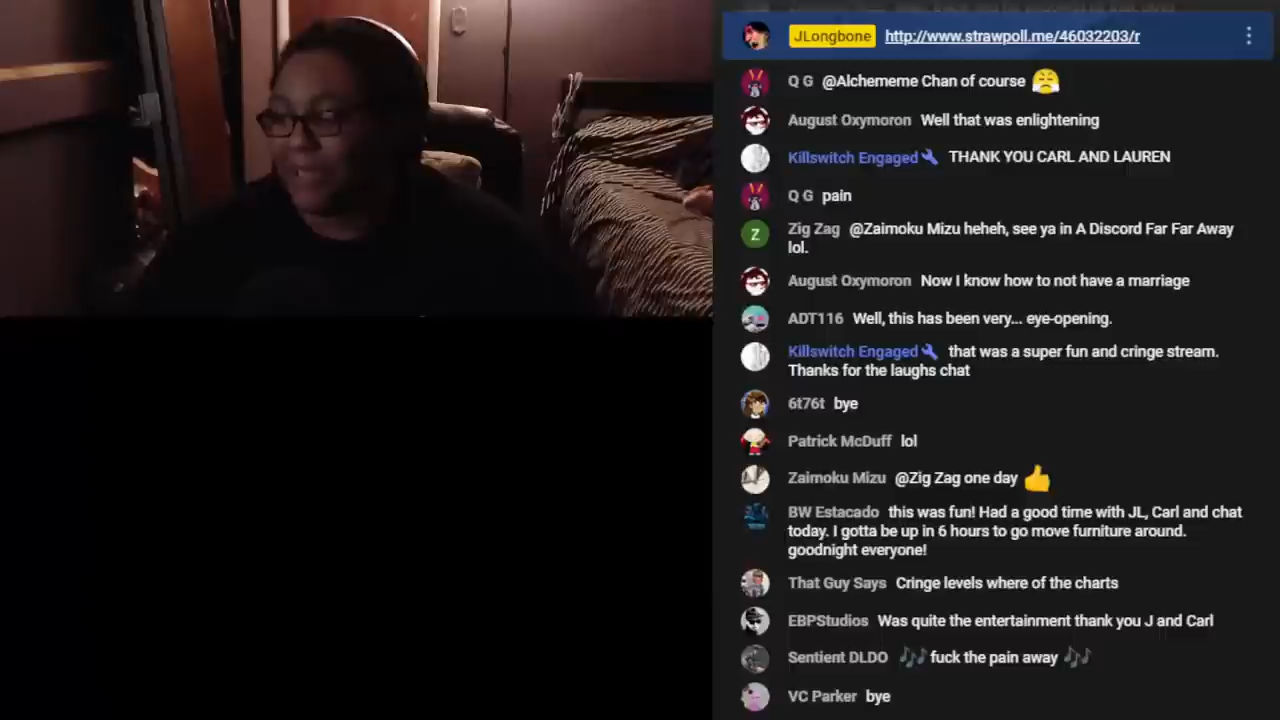 JLongbone http://www.strawpoll.me/46032203/r
Q G @Alchememe Chan of course
August Oxymoron Well that was enlightening
Killswitch Engaged THANK YOU CARL AND LAUREN
Q G pain
Z
Zig Zag @Zaimoku Mizu heheh, see ya in A Discord Far Far Away
lol.
August Oxymoron Now I know how to not have a marriage
ADT116 Well, this has been very... eye-opening.
Killswitch Engaged that was a super fun and cringe stream.
Thanks for the laughs chat
6t76t bye
Patrick McDuff lol
Zaimoku Mizu @Zig Zag one day
BW Estacado this was fun! Had a good time with JL, Carl and chat
today. I gotta be up in 6 hours to go move furniture around.
goodnight everyone!
That Guy Says Cringe levels where of the charts
EBPStudios Was quite the entertainment thank you J and Carl
Sentient DLDO 🎶 fuck the pain away 🎶
VC Parker bye